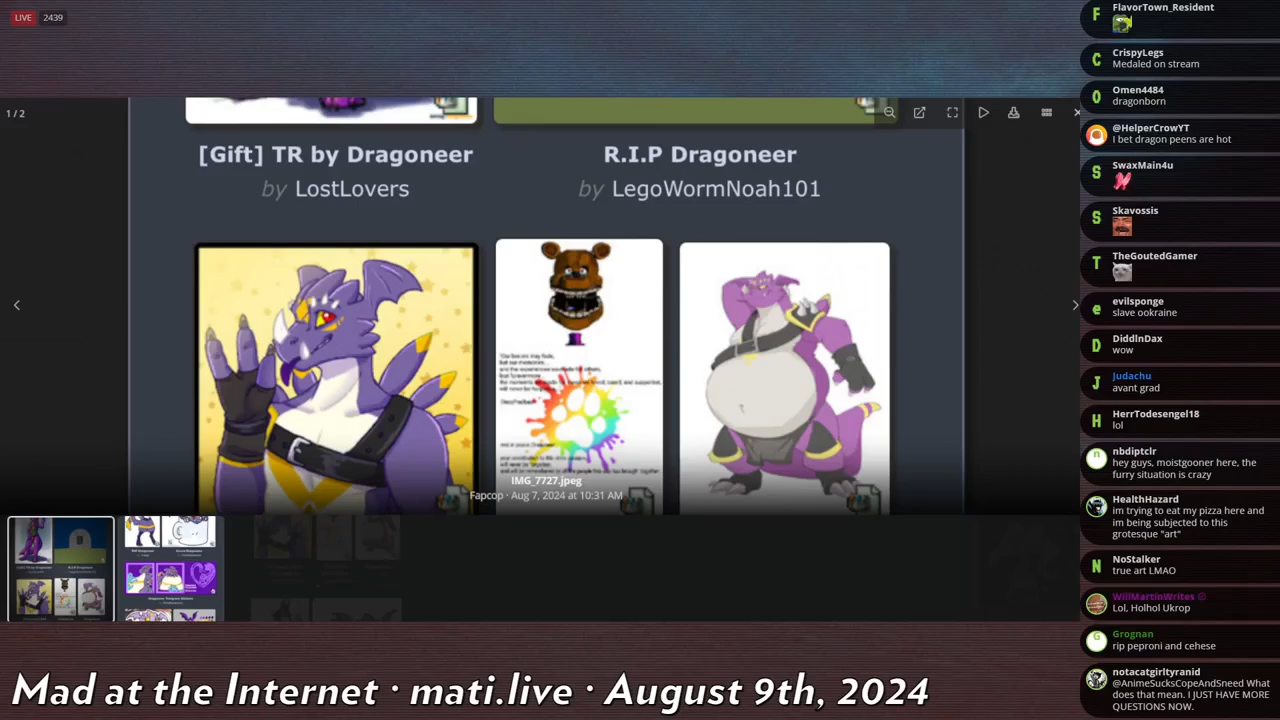 LIVE 2439
1 / 2
[Gift] TR by Dragoneer
by LostLovers
R.I.P Dragoneer
by LegoWormNoah101
IMG_7727.jpeg
Fapcop · Aug 7, 2024 at 10:31 AM
Mad at the Internet · mati.live · August 9th, 2024
FlavorTown_Resident
CrispyLegs
Medaled on stream
Omen4484
dragonborn
@HelperCrowYT
I bet dragon peens are hot
SwaxMain4u
Skavossis
TheGoutedGamer
evilsponge
slave ookraine
DiddInDax
wow
Judachu
avant grad
HerrTodesengel18
lol
nbdiptclr
hey guys, moistgooner here, the
furry situation is crazy
HealthHazard
im trying to eat my pizza here and
im being subjected to this
grotesque "art"
NoStalker
true art LMAO
WillMartinWrites
Lol, Holhol Ukrop
Grognan
rip peproni and cehese
notacatgirltyranid
@AnimeSucksCopeAndSneed What
does that mean. I JUST HAVE MORE
QUESTIONS NOW.